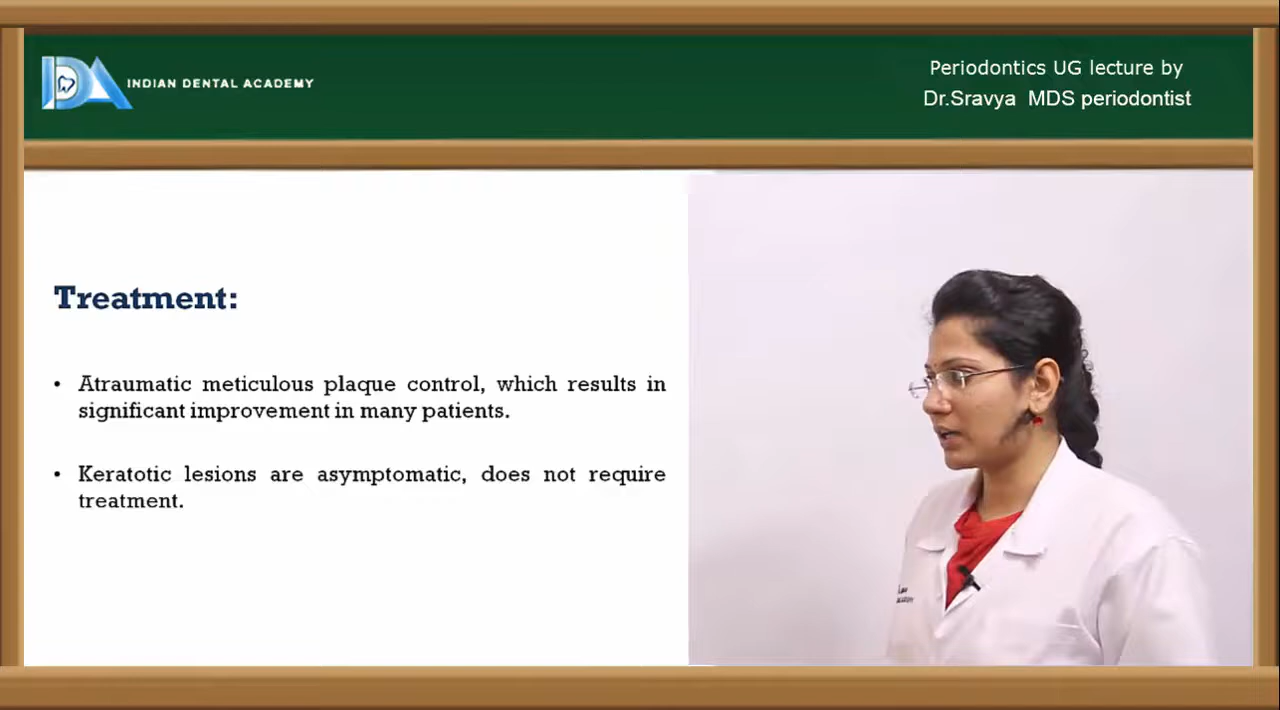 INDIAN DENTAL ACADEMY
Periodontics UG lecture by
Dr.Sravya MDS periodontist
Treatment:
• Atraumatic meticulous plaque control, which results in
significant improvement in many patients.
• Keratotic lesions are asymptomatic, does not require
treatment.